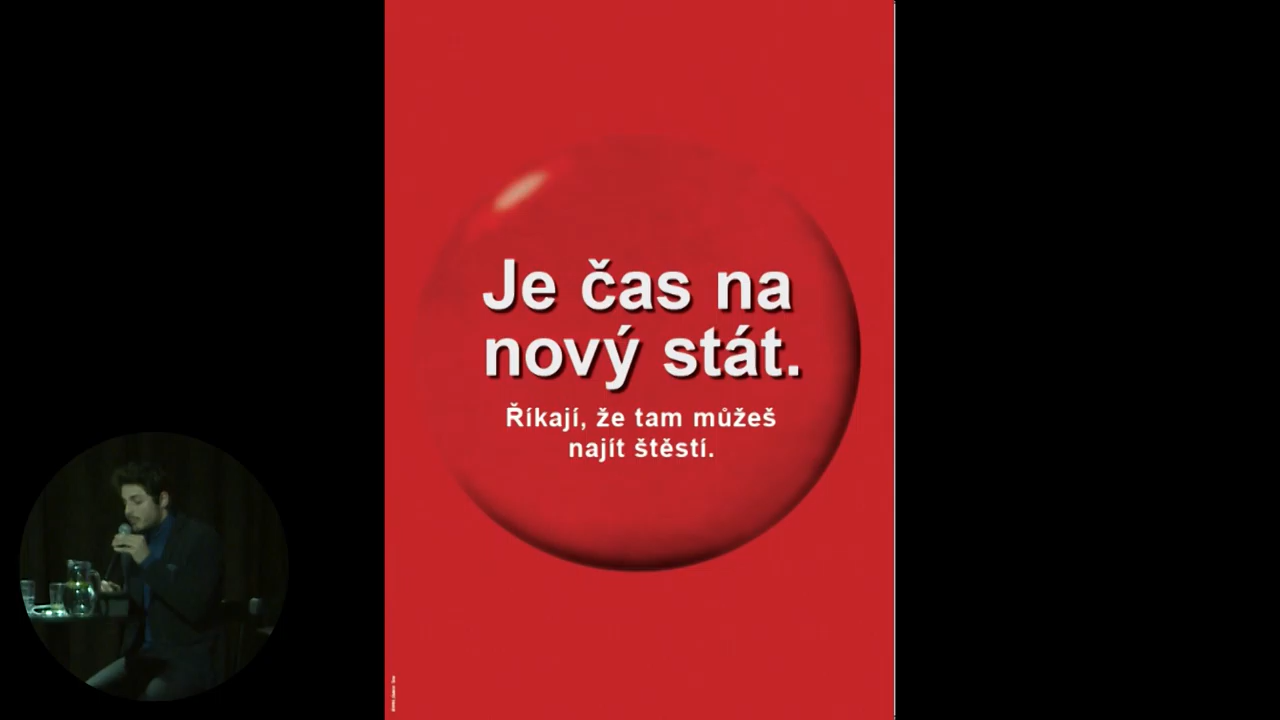 Je čas na
nový stát.
Říkají, že tam můžeš
najít štěstí.